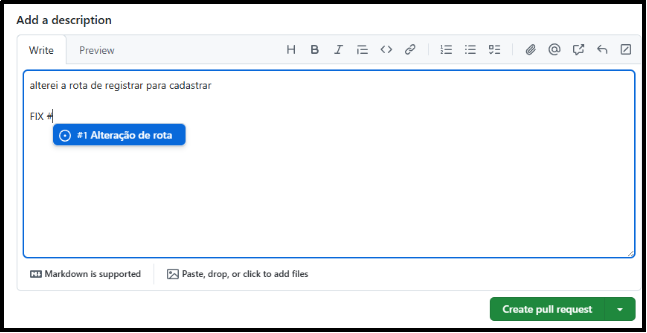 Add a description
Write Preview H B I
alterei a rota de registrar para cadastrar
FIX #
#1 Alteração de rota
Markdown is supported Paste, drop, or click to add files
Create pull request